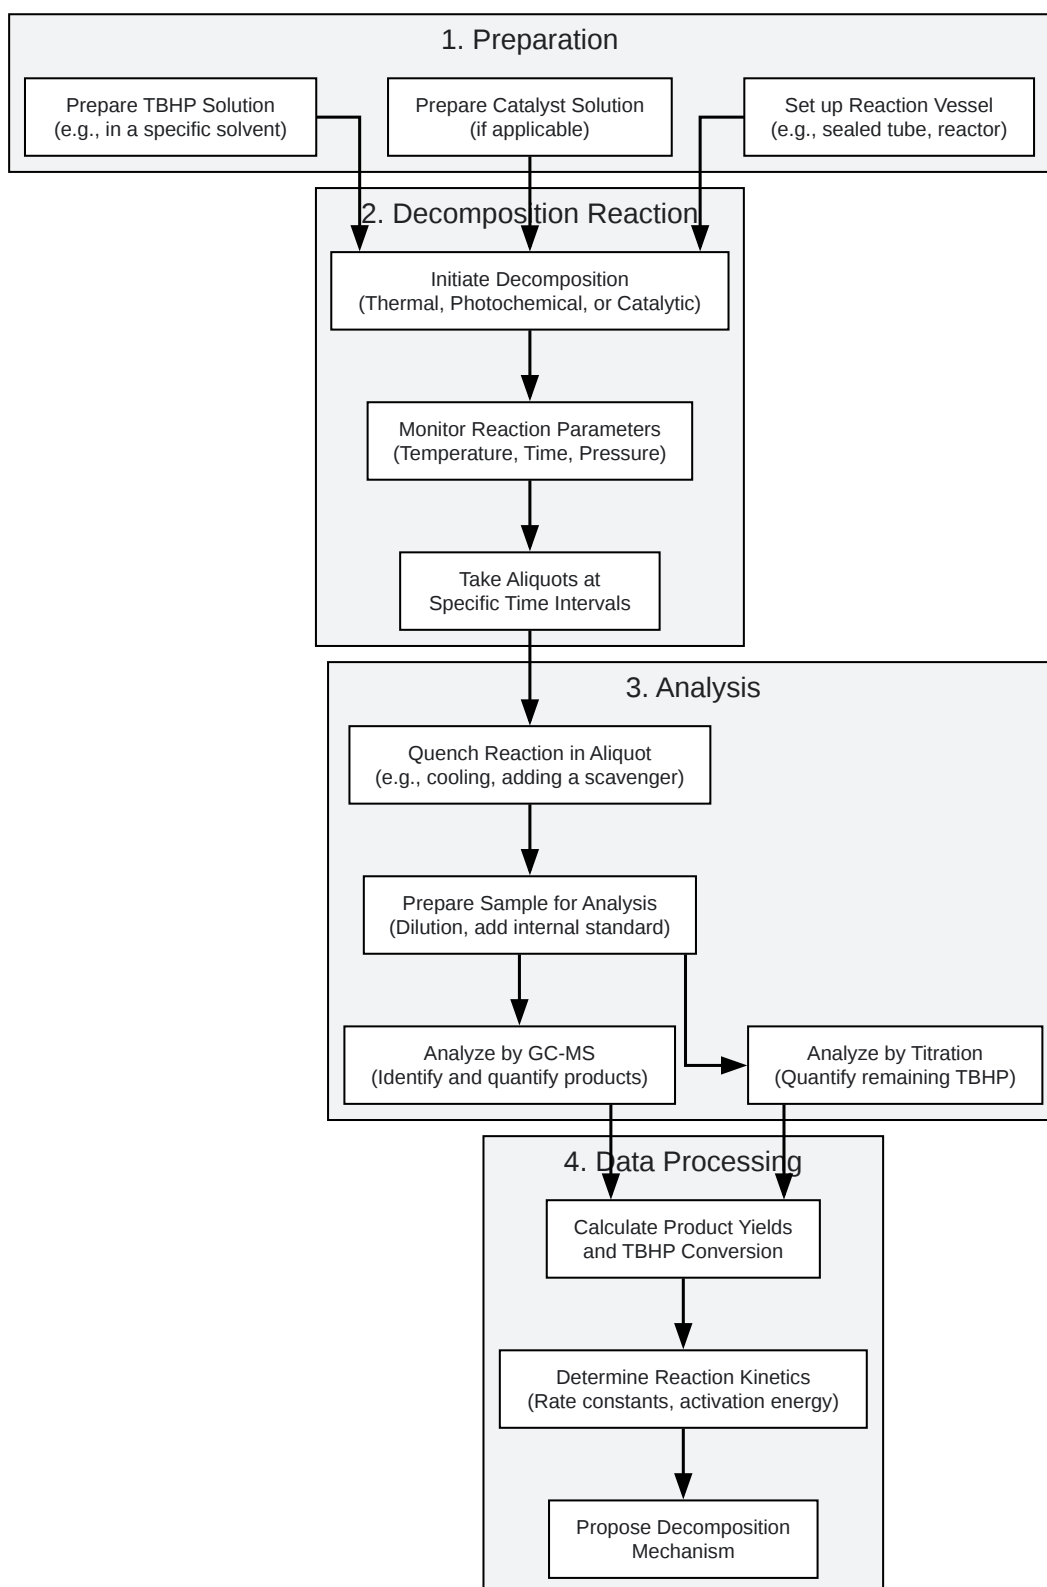 1. Preparation
Prepare TBHP Solution
(e.g., in a specific solvent)
Prepare Catalyst Solution
(if applicable)
Set up Reaction Vessel
(e.g., sealed tube, reactor)
2. Decomposition Reaction
Initiate Decomposition
(Thermal, Photochemical, or Catalytic)
Monitor Reaction Parameters
(Temperature, Time, Pressure)
Take Aliquots at
Specific Time Intervals
3. Analysis
Quench Reaction in Aliquot
(e.g., cooling, adding a scavenger)
Prepare Sample for Analysis
(Dilution, add internal standard)
Analyze by GC-MS
(Identify and quantify products)
Analyze by Titration
(Quantify remaining TBHP)
4. Data Processing
Calculate Product Yields
and TBHP Conversion
Determine Reaction Kinetics
(Rate constants, activation energy)
Propose Decomposition
Mechanism